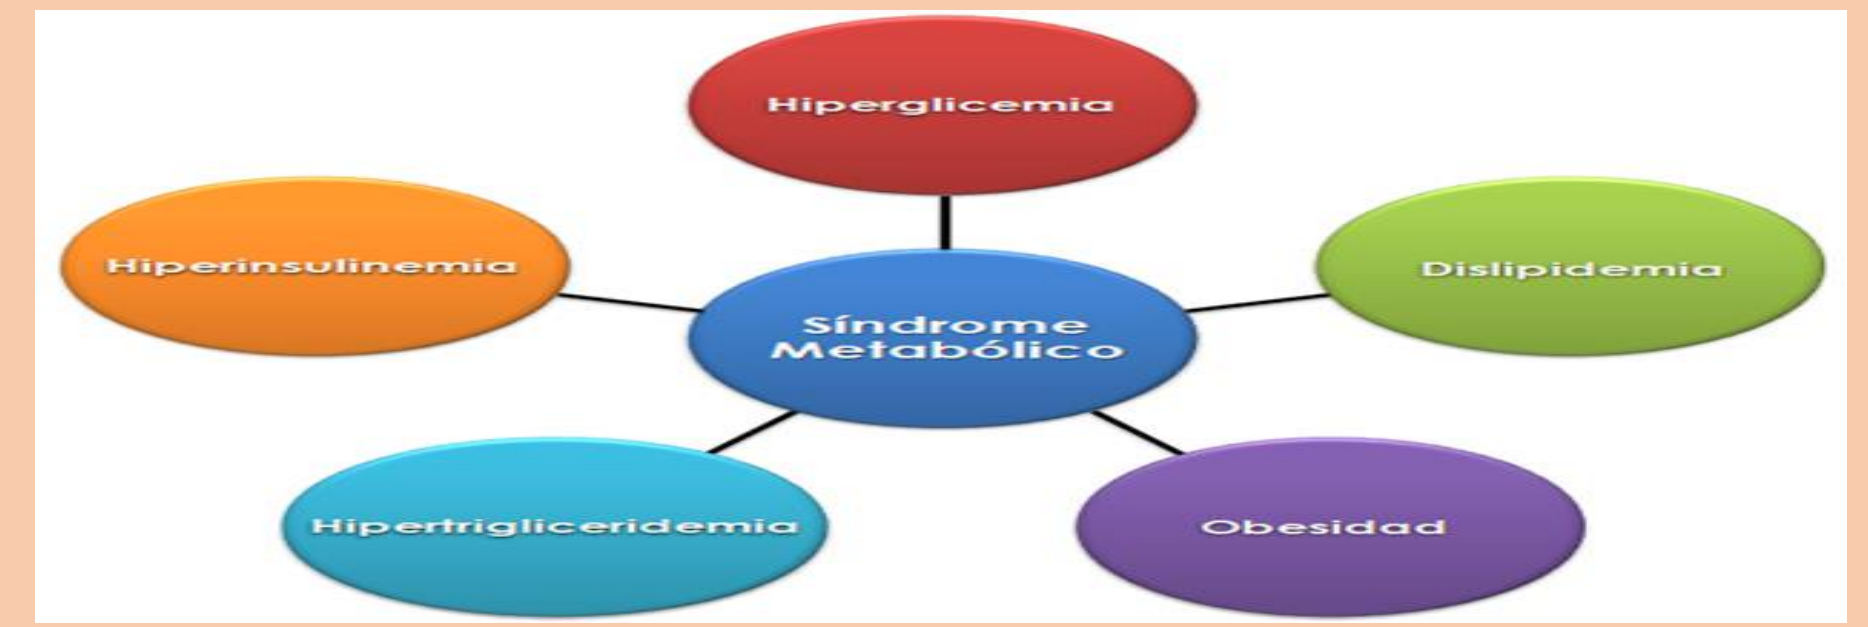 Hiperglicemia
Hiperinsulinemia
Dislipidemia
Síndrome
Metabólico
Hipertrigliceridemia
Obesidad